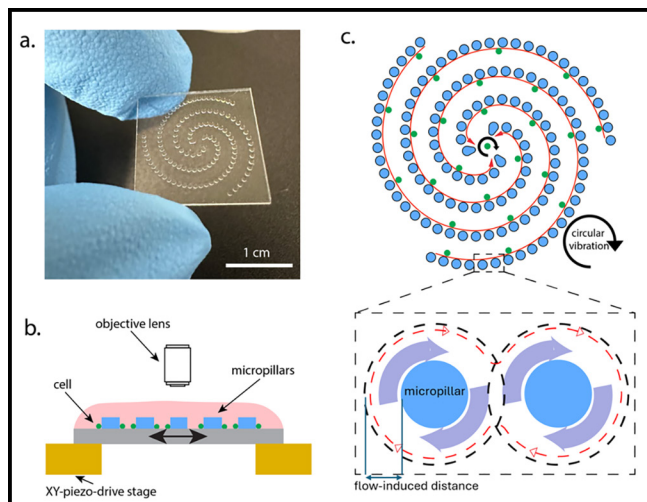 a.
1 cm
b.
objective lens
cell
micropillars
XY-piezo-drive stage
c.
circular
vibration
micropillar
flow-induced distance